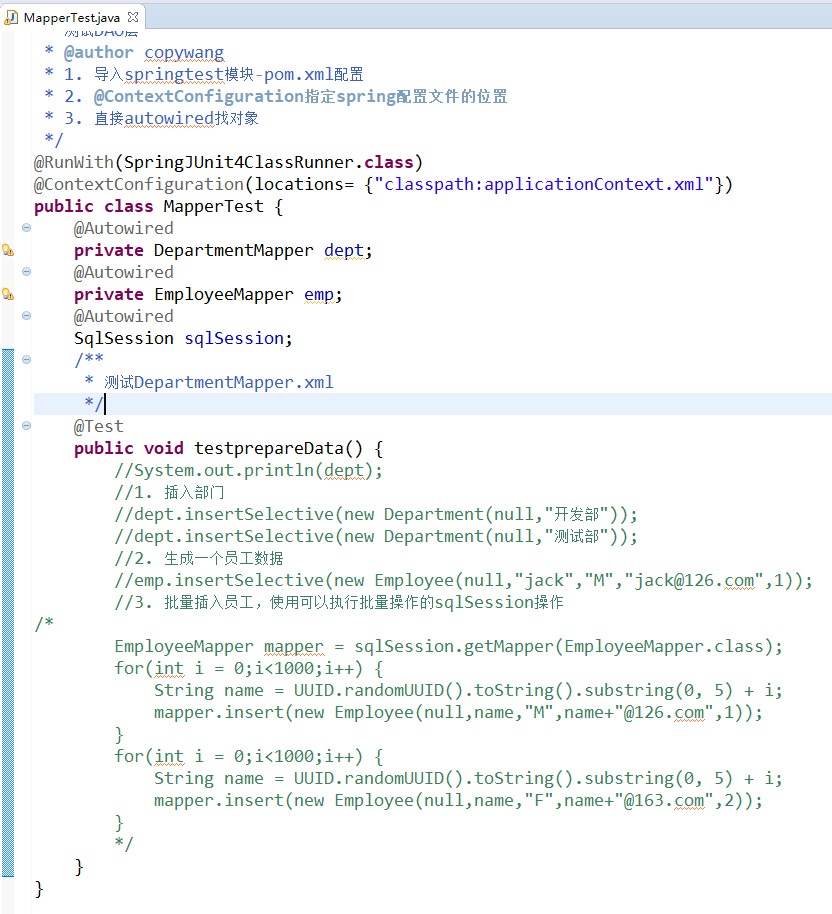 MapperTest.java
测试DAO层
* @author copywang
* 1. 导入springtest模块-pom.xml配置
* 2. @ContextConfiguration指定spring配置文件的位置
* 3. 直接autowired找对象
*/
@RunWith(SpringJUnit4ClassRunner.class)
@ContextConfiguration(locations= {"classpath:applicationContext.xml"})
public class MapperTest {
@Autowired
private DepartmentMapper dept;
@Autowired
private EmployeeMapper emp;
@Autowired
SqlSession sqlSession;
/**
* 测试DepartmentMapper.xml
*/
@Test
public void testprepareData() {
//System.out.println(dept);
//1. 插入部门
//dept.insertSelective(new Department(null,"开发部"));
//dept.insertSelective(new Department(null,"测试部"));
//2. 生成一个员工数据
//emp.insertSelective(new Employee(null,"jack","M","jack@126.com",1));
//3. 批量插入员工，使用可以执行批量操作的sqlSession操作
/*
EmployeeMapper mapper = sqlSession.getMapper(EmployeeMapper.class);
for(int i = 0;i<1000;i++) {
String name = UUID.randomUUID().toString().substring(0, 5) + i;
mapper.insert(new Employee(null,name,"M",name+"@126.com",1));
}
for(int i = 0;i<1000;i++) {
String name = UUID.randomUUID().toString().substring(0, 5) + i;
mapper.insert(new Employee(null,name,"F",name+"@163.com",2));
}
*/
}
}